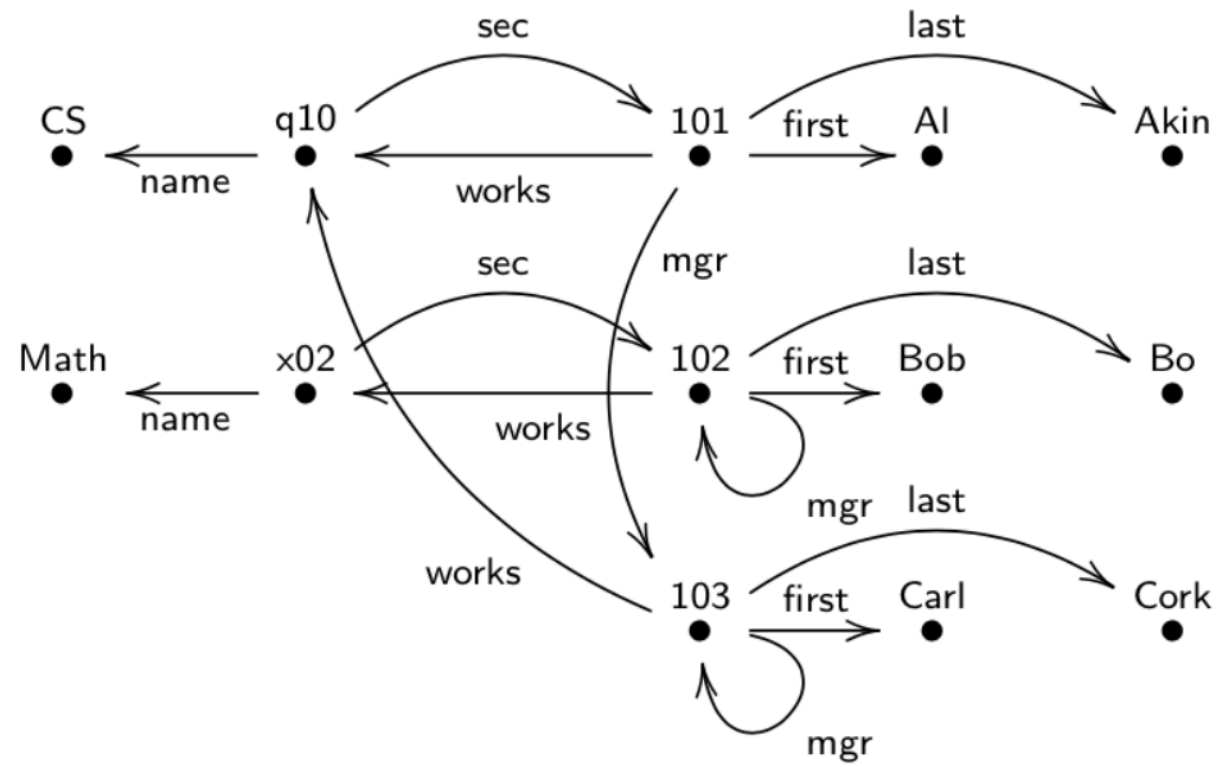 sec last
CS q10 101 first Al Akin
name works
mgr
sec last
Math x02 102 first Bob Bo
name works
mgr last
works
103 first Carl Cork
mgr